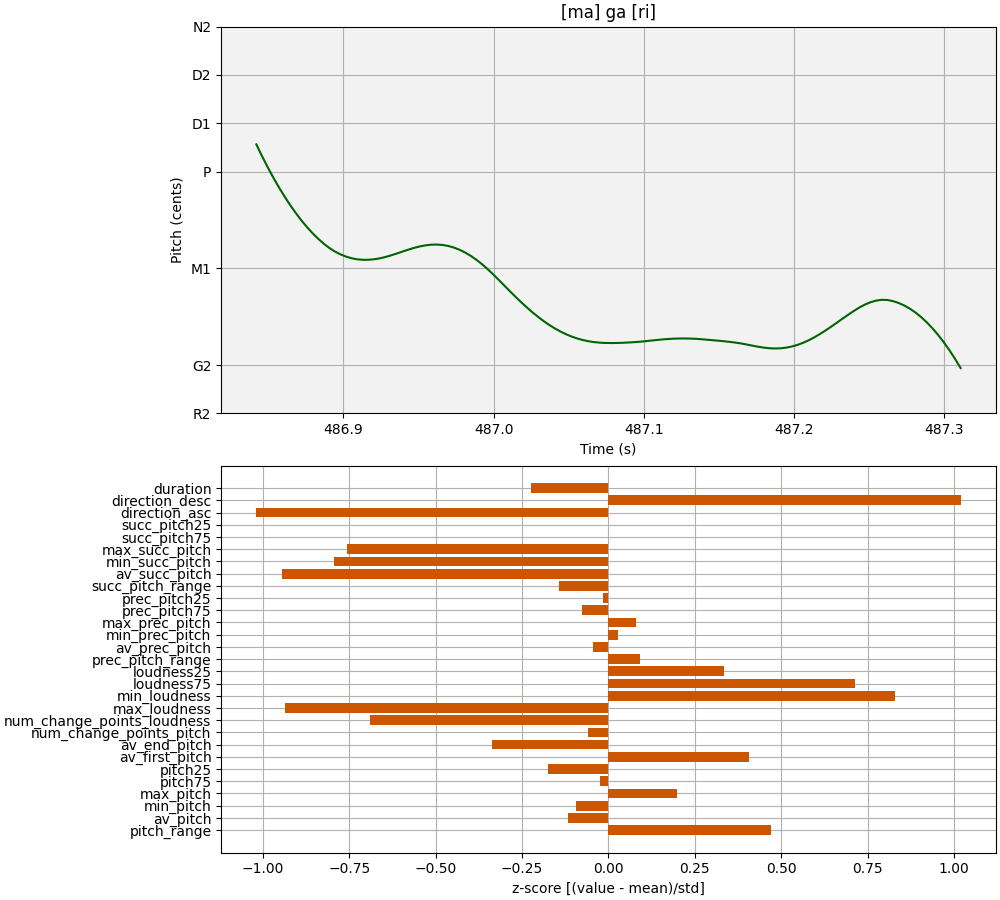 [ma] ga [ri]
Pitch (cents)
N2
D2
D1
P
M1
G2
R2
486.9 487.0 487.1 487.2 487.3
Time (s)
duration
direction_desc
direction_asc
succ_pitch25
succ_pitch75
max_succ_pitch
min_succ_pitch
av_succ_pitch
succ_pitch_range
prec_pitch25
prec_pitch75
max_prec_pitch
min_prec_pitch
av_prec_pitch
prec_pitch_range
loudness25
loudness75
min_loudness
max_loudness
num_change_points_loudness
num_change_points_pitch
av_end_pitch
av_first_pitch
pitch25
pitch75
max_pitch
min_pitch
av_pitch
pitch_range
−1.00 −0.75 −0.50 −0.25 0.00 0.25 0.50 0.75 1.00
z-score [(value - mean)/std]